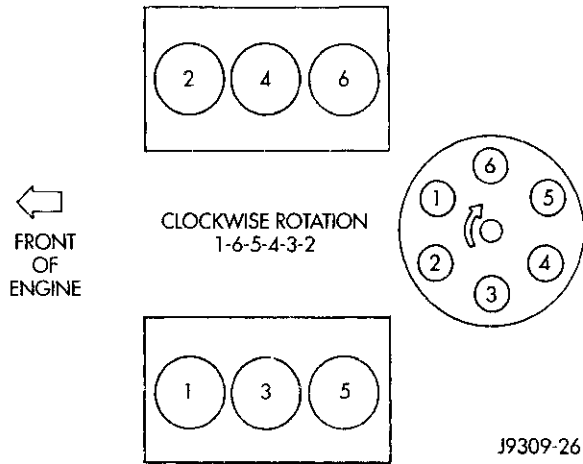 2 4 6
FRONT
OF
ENGINE
CLOCKWISE ROTATION
1-6-5-4-3-2
6
1 5
2 4
3
1 3 5
J9309-26